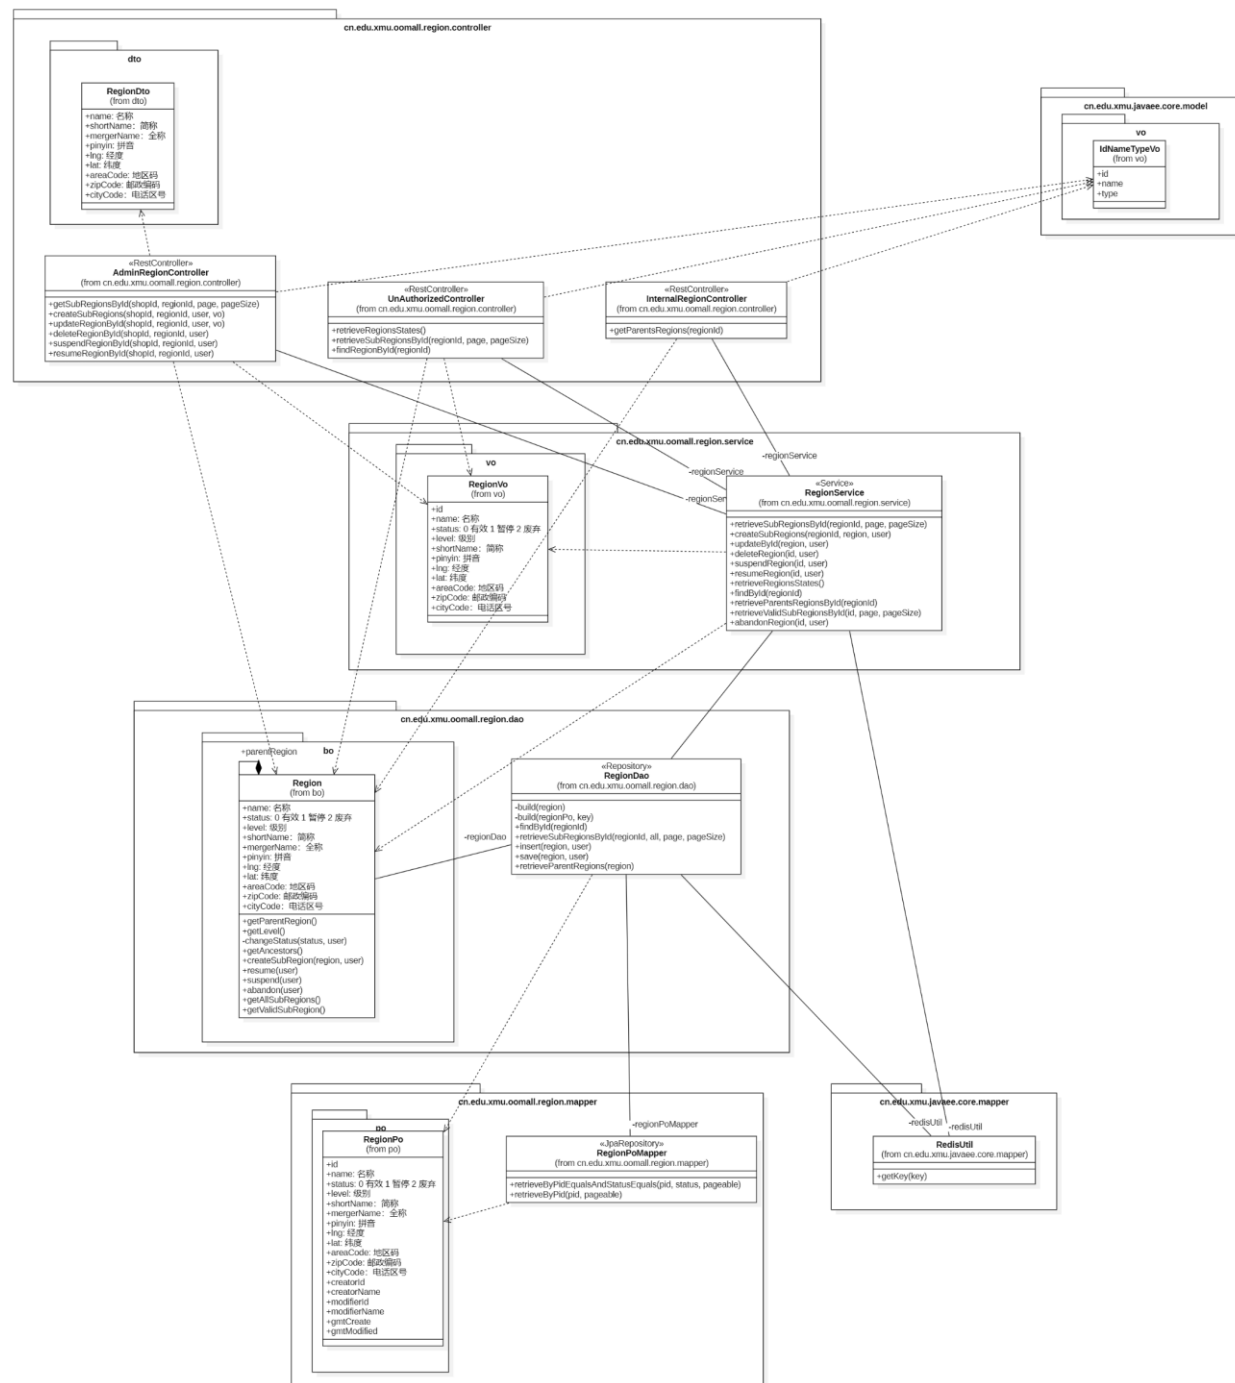 cn.edu.xmu.oomall.region.controller
dto
RegionDto
(from dto)
+name: 名称
+shortName：简称
+mergerName：全称
+pinyin: 拼音
+lng: 经度
+lat: 纬度
+areaCode: 地区码
+zipCode: 邮政编码
+cityCode：电话区号
cn.edu.xmu.javaee.core.model
vo
IdNameTypeVo
(from vo)
+id
+name
+type
«RestController»
AdminRegionController
(from cn.edu.xmu.oomall.region.controller)
+getSubRegionsById(shopId, regionId, page, pageSize)
+createSubRegions(shopId, regionId, user, vo)
+updateRegionById(shopId, regionId, user, vo)
+deleteRegionById(shopId, regionId, user)
+suspendRegionById(shopId, regionId, user)
+resumeRegionById(shopId, regionId, user)
«RestController»
UnAuthorizedController
(from cn.edu.xmu.oomall.region.controller)
+retrieveRegionsStates()
+retrieveSubRegionsById(regionId, page, pageSize)
+findRegionById(regionId)
«RestController»
InternalRegionController
(from cn.edu.xmu.oomall.region.controller)
+getParentsRegions(regionId)
cn.edu.xmu.oomall.region.service
vo
RegionVo
(from vo)
+id
+name: 名称
+status: 0 有效 1 暂停 2 废弃
+level: 级别
+shortName：简称
+pinyin: 拼音
+lng: 经度
+lat: 纬度
+areaCode: 地区码
+zipCode: 邮政编码
+cityCode：电话区号
-regionService
-regionService
-regionSer
«Service»
RegionService
(from cn.edu.xmu.oomall.region.service)
+retrieveSubRegionsById(regionId, page, pageSize)
+createSubRegions(regionId, region, user)
+updateById(region, user)
+deleteRegion(id, user)
+suspendRegion(id, user)
+resumeRegion(id, user)
+retrieveRegionsStates()
+findById(regionId)
+retrieveParentsRegionsById(regionId)
+retrieveValidSubRegionsById(id, page, pageSize)
+abandonRegion(id, user)
cn.edu.xmu.oomall.region.dao
bo
+parentRegion
Region
(from bo)
+name: 名称
+status: 0 有效 1 暂停 2 废弃
+level: 级别
+shortName：简称
+mergerName：全称
+pinyin: 拼音
+lng: 经度
+lat: 纬度
+areaCode: 地区码
+zipCode: 邮政编码
+cityCode：电话区号
+getParentRegion()
+getLevel()
-changeStatus(status, user)
+getAncestors()
+createSubRegion(region, user)
+resume(user)
+suspend(user)
+abandon(user)
+getAllSubRegions()
+getValidSubRegion()
-regionDao
«Repository»
RegionDao
(from cn.edu.xmu.oomall.region.dao)
-build(region)
-build(regionPo, key)
+findById(regionId)
+retrieveSubRegionsById(regionId, all, page, pageSize)
+insert(region, user)
+save(region, user)
+retrieveParentRegions(region)
cn.edu.xmu.oomall.region.mapper
po
RegionPo
(from po)
+id
+name: 名称
+status: 0 有效 1 暂停 2 废弃
+level: 级别
+shortName：简称
+mergerName：全称
+pinyin: 拼音
+lng: 经度
+lat: 纬度
+areaCode: 地区码
+zipCode: 邮政编码
+cityCode：电话区号
+creatorId
+creatorName
+modifierId
+modifierName
+gmtCreate
+gmtModified
-regionPoMapper
«JpaRepository»
RegionPoMapper
(from cn.edu.xmu.oomall.region.mapper)
+retrieveByPidEqualsAndStatusEquals(pid, status, pageable)
+retrieveByPid(pid, pageable)
cn.edu.xmu.javaee.core.mapper
-redisUtil
-redisUtil
RedisUtil
(from cn.edu.xmu.javaee.core.mapper)
+getKey(key)